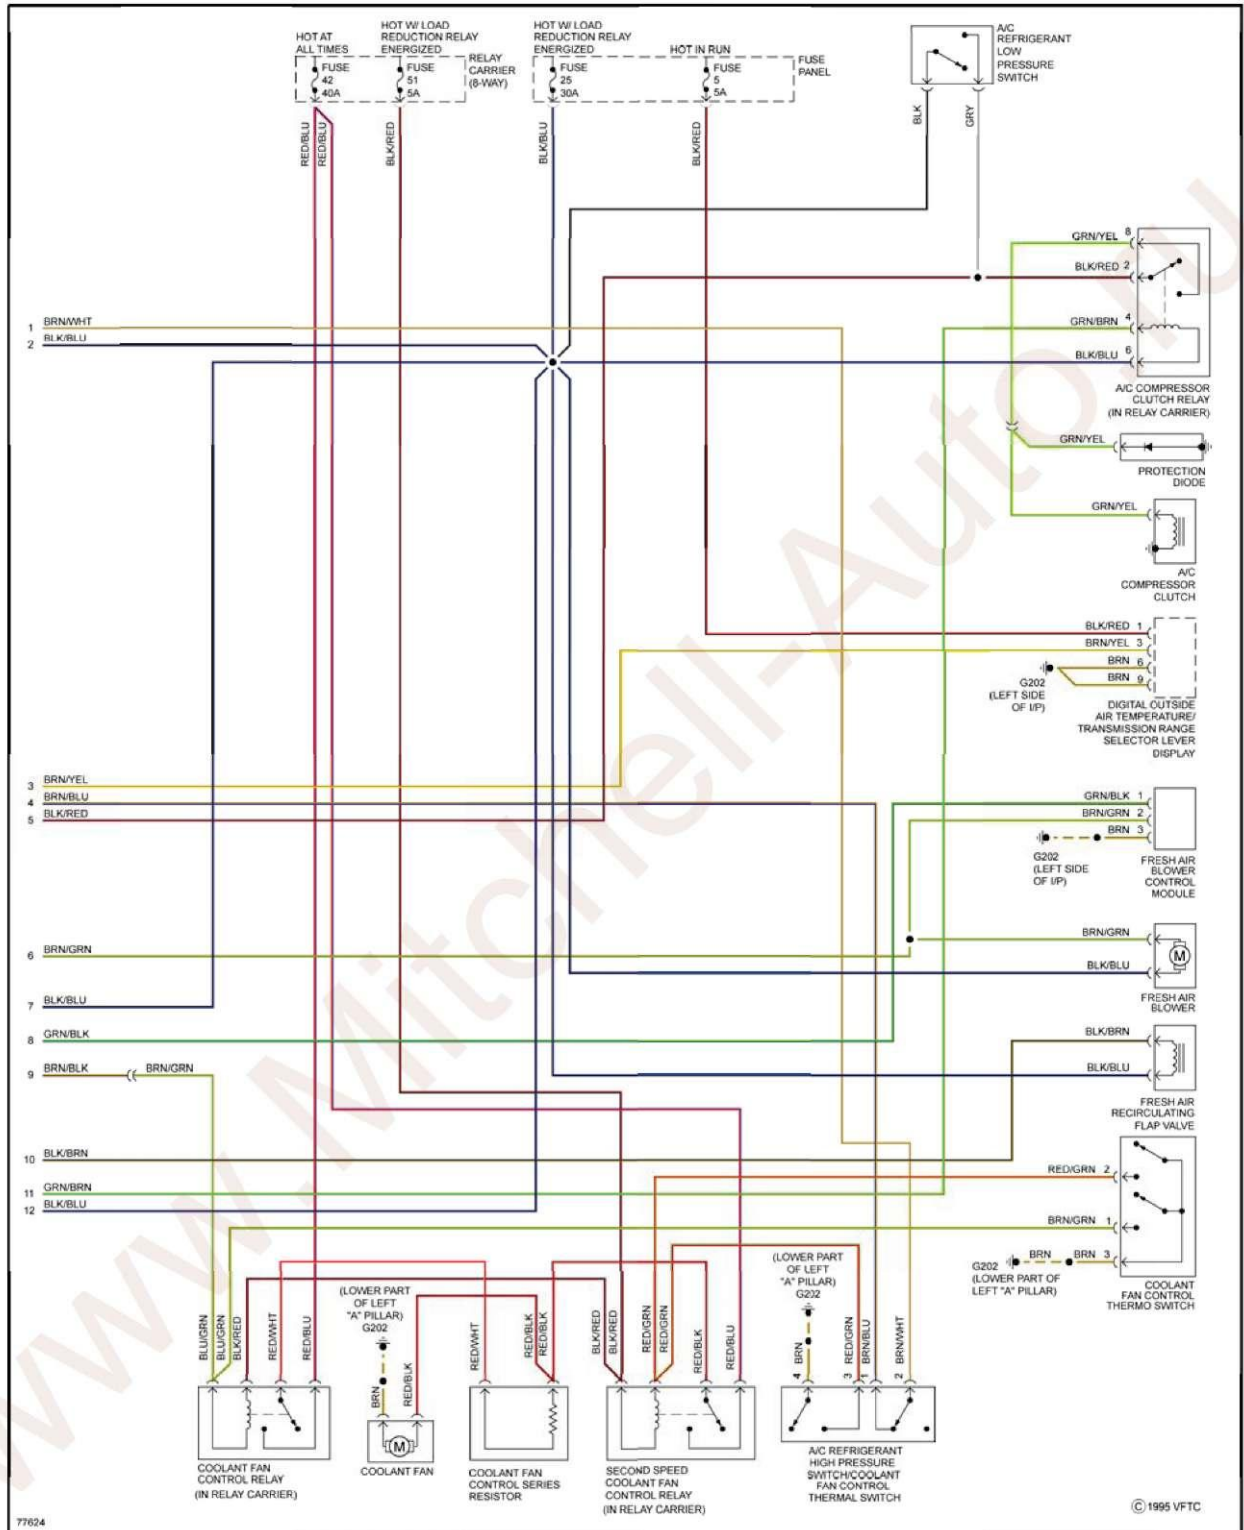 HOT AT
ALL TIMES
HOT W/ LOAD
REDUCTION RELAY
ENERGIZED
FUSE
42
40A
FUSE
51
5A
RELAY
CARRIER
(8-WAY)
HOT W/ LOAD
REDUCTION RELAY
ENERGIZED
HOT IN RUN
FUSE
25
30A
FUSE
5
5A
FUSE
PANEL
A/C
REFRIGERANT
LOW
PRESSURE
SWITCH
RED/BLU
RED/BLU
BLK/RED
BLK/BLU
BLK/RED
BLK
GRY
GRN/YEL 8
BLK/RED 2
GRN/BRN 4
BLK/BLU 6
A/C COMPRESSOR
CLUTCH RELAY
(IN RELAY CARRIER)
1 BRN/WHT
2 BLK/BLU
GRN/YEL
PROTECTION
DIODE
GRN/YEL
A/C
COMPRESSOR
CLUTCH
BLK/RED 1
BRN/YEL 3
BRN 6
BRN 9
G202
(LEFT SIDE
OF I/P)
DIGITAL OUTSIDE
AIR TEMPERATURE/
TRANSMISSION RANGE
SELECTOR LEVER
DISPLAY
3 BRN/YEL
4 BRN/BLU
5 BLK/RED
GRN/BLK 1
BRN/GRN 2
BRN 3
G202
(LEFT SIDE
OF I/P)
FRESH AIR
BLOWER
CONTROL
MODULE
6 BRN/GRN
BRN/GRN
BLK/BLU
M
FRESH AIR
BLOWER
7 BLK/BLU
8 GRN/BLK
9 BRN/BLK
BRN/GRN
BLK/BRN
BLK/BLU
FRESH AIR
RECIRCULATING
FLAP VALVE
10 BLK/BRN
11 GRN/BRN
12 BLK/BLU
RED/GRN 2
BRN/GRN 1
BRN
BRN 3
G202
(LOWER PART OF
LEFT "A" PILLAR)
COOLANT
FAN CONTROL
THERMO SWITCH
BLU/GRN
BLU/GRN
BLK/RED
RED/WHT
RED/BLU
COOLANT FAN
CONTROL RELAY
(IN RELAY CARRIER)
(LOWER PART
OF LEFT
"A" PILLAR)
G202
BRN
RED/BLK
M
COOLANT FAN
RED/WHT
RED/BLK
RED/BLK
COOLANT FAN
CONTROL SERIES
RESISTOR
BLK/RED
BLK/RED
RED/GRN
RED/GRN
RED/BLK
RED/BLU
SECOND SPEED
COOLANT FAN
CONTROL RELAY
(IN RELAY CARRIER)
(LOWER PART
OF LEFT
"A" PILLAR)
G202
4 BRN
3 RED/GRN
1 BRN/BLU
2 BRN/WHT
A/C REFRIGERANT
HIGH PRESSURE
SWITCH/COOLANT
FAN CONTROL
THERMAL SWITCH
© 1995 VFTC
77624
www.Mitchell-Auto.ru